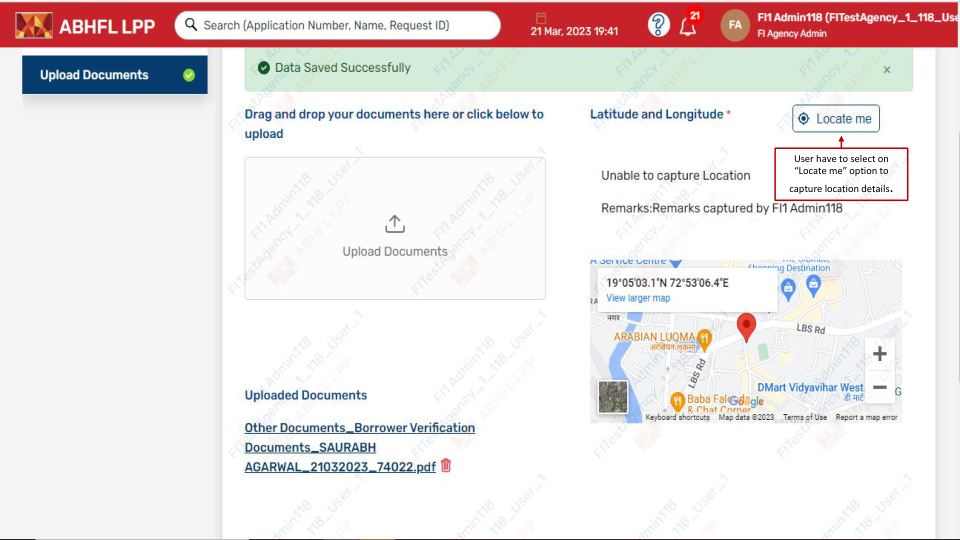 ABHFL LPP
Search (Application Number, Name, Request ID)
21 Mar, 2023 19:41
21
FA
FI1 Admin118 (FITestAgency_1_118_Use
FI Agency Admin
Upload Documents
Data Saved Successfully
×
Drag and drop your documents here or click below to
upload
Upload Documents
Latitude and Longitude *
Locate me
User have to select on
"Locate me" option to
capture location details.
Unable to capture Location
Remarks:Remarks captured by FI1 Admin118
A Service Centre
Shopping Destination
19°05'03.1"N 72°53'06.4"E
View larger map
नगर
ARABIAN LUQMA
अरेबियन लुकमा
LBS Rd
LBS Rd
DMart Vidyavihar West
डी मार्ट
G
Baba Falooda
& Chat Corner
Google
Keyboard shortcuts Map data ©2023 Terms of Use Report a map error
Uploaded Documents
Other Documents_Borrower Verification
Documents_SAURABH
AGARWAL_21032023_74022.pdf
FI1 Admin118
FITestAgency_1_118_User_1
ABHFL LPP